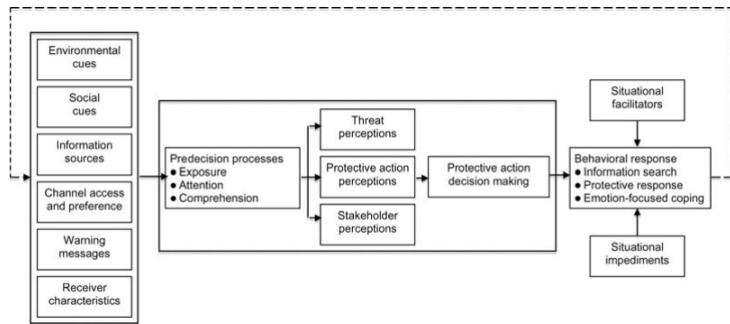 Environmental
cues
Social
cues
Information
sources
Channel access
and preference
Warning
messages
Receiver
characteristics
Predecision processes
● Exposure
● Attention
● Comprehension
Threat
perceptions
Protective action
perceptions
Stakeholder
perceptions
Protective action
decision making
Situational
facilitators
Behavioral response
● Information search
● Protective response
● Emotion-focused coping
Situational
impediments